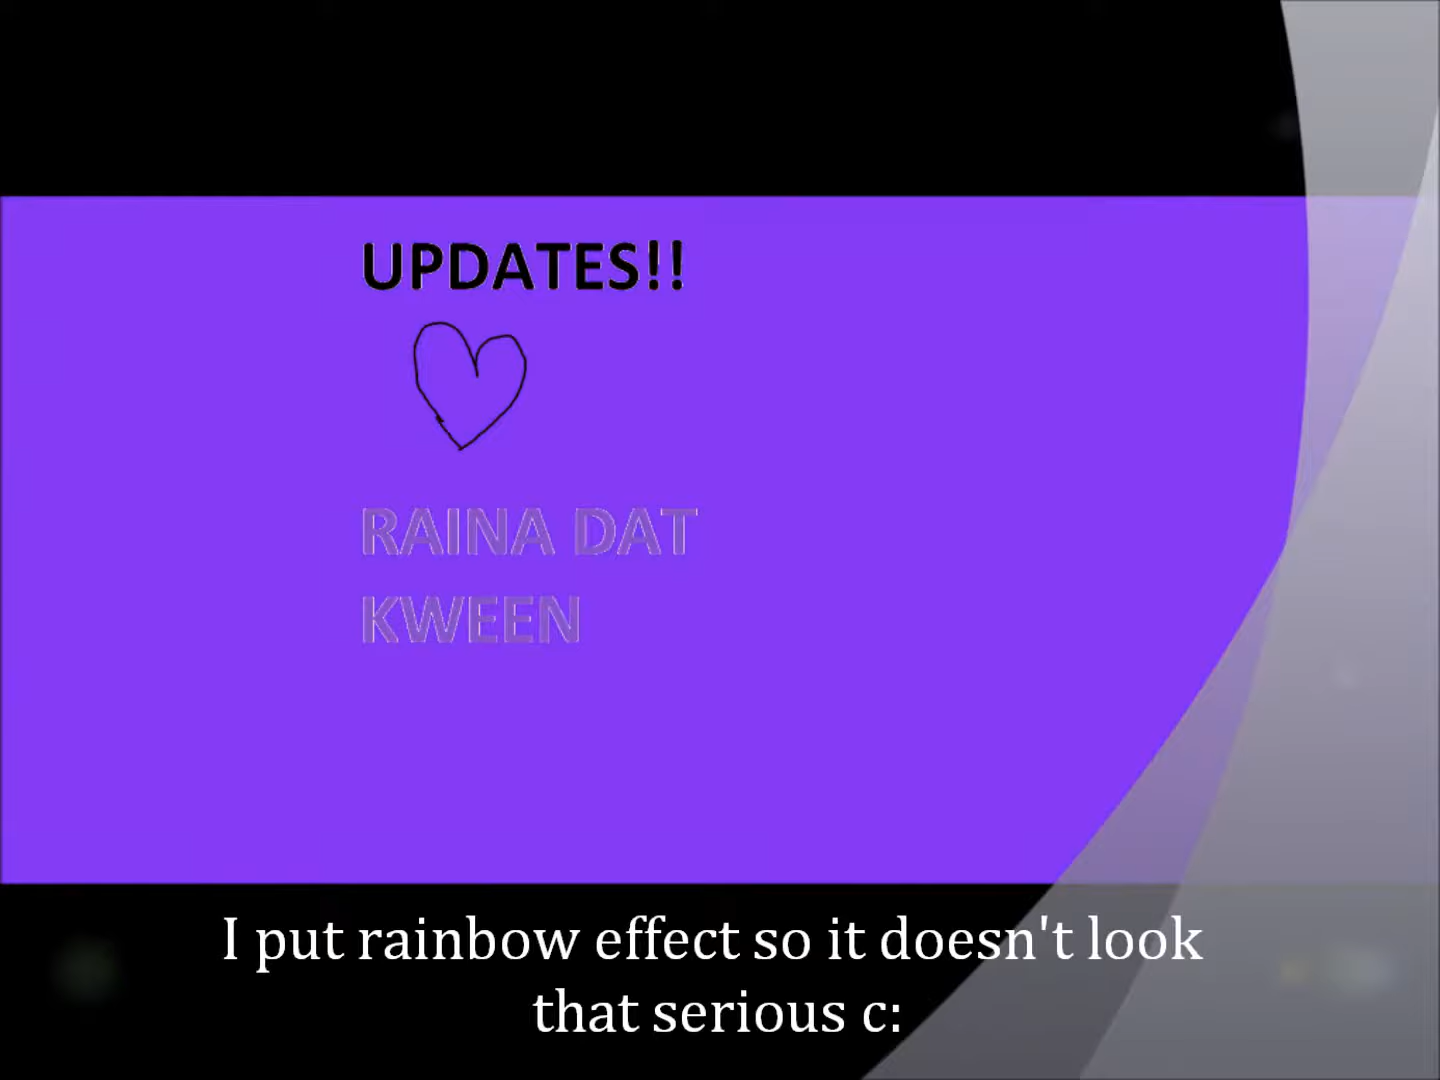 UPDATES!!
RAINA DAT
KWEEN
I put rainbow effect so it doesn't look
that serious c: